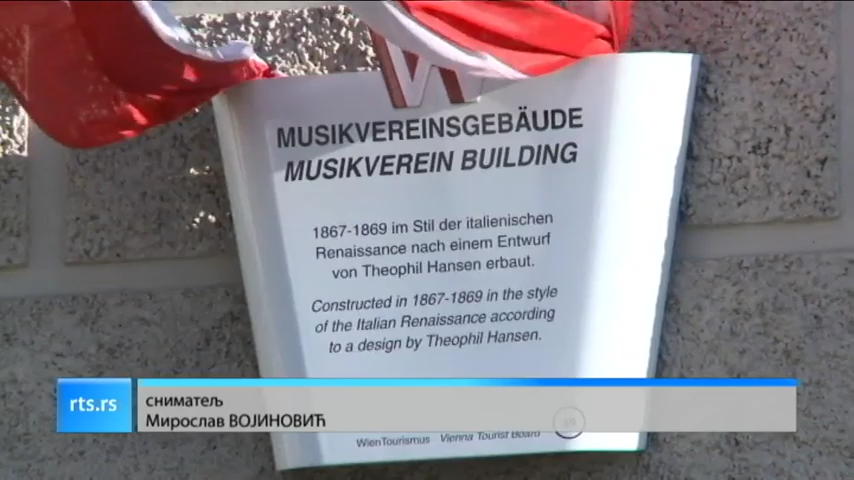 W
MUSIKVEREINSGEBÄUDE
MUSIKVEREIN BUILDING
1867-1869 im Stil der italienischen
Renaissance nach einem Entwurf
von Theophil Hansen erbaut.
Constructed in 1867-1869 in the style
of the Italian Renaissance according
to a design by Theophil Hansen.
rts.rs
сниматељ
Мирослав ВОЈИНОВИЋ
WienTourismus Vienna Tourist Board